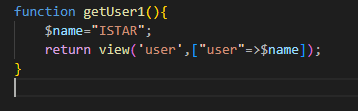 function getUser1(){
    $name="ISTAR";
    return view('user',["user"=>$name]);
}